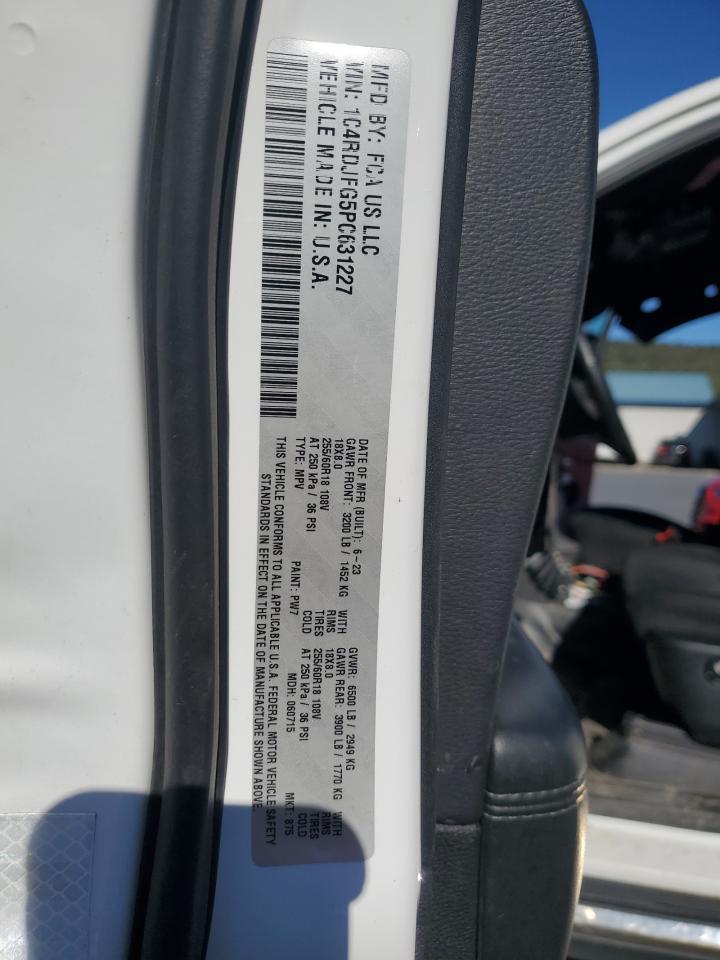 MFD BY: FCA US LLC
VIN: 1C4RDJFG5PC631227
VEHICLE MADE IN: U.S.A.
DATE OF MFR (BUILT): 6-23 GVWR: 6500 LB / 2949 KG
GAWR FRONT: 3200 LB / 1452 KG WITH GAWR REAR: 3900 LB / 1770 KG WITH
18X8.0 RIMS 18X8.0 RIMS
255/60R18 108V TIRES 255/60R18 108V TIRES
AT 250 kPa / 36 PSI COLD AT 250 kPa / 36 PSI COLD
TYPE: MPV PAINT: PW7 MDH: 060715 MKT: 875
THIS VEHICLE CONFORMS TO ALL APPLICABLE U.S.A. FEDERAL MOTOR VEHICLE SAFETY
STANDARDS IN EFFECT ON THE DATE OF MANUFACTURE SHOWN ABOVE.